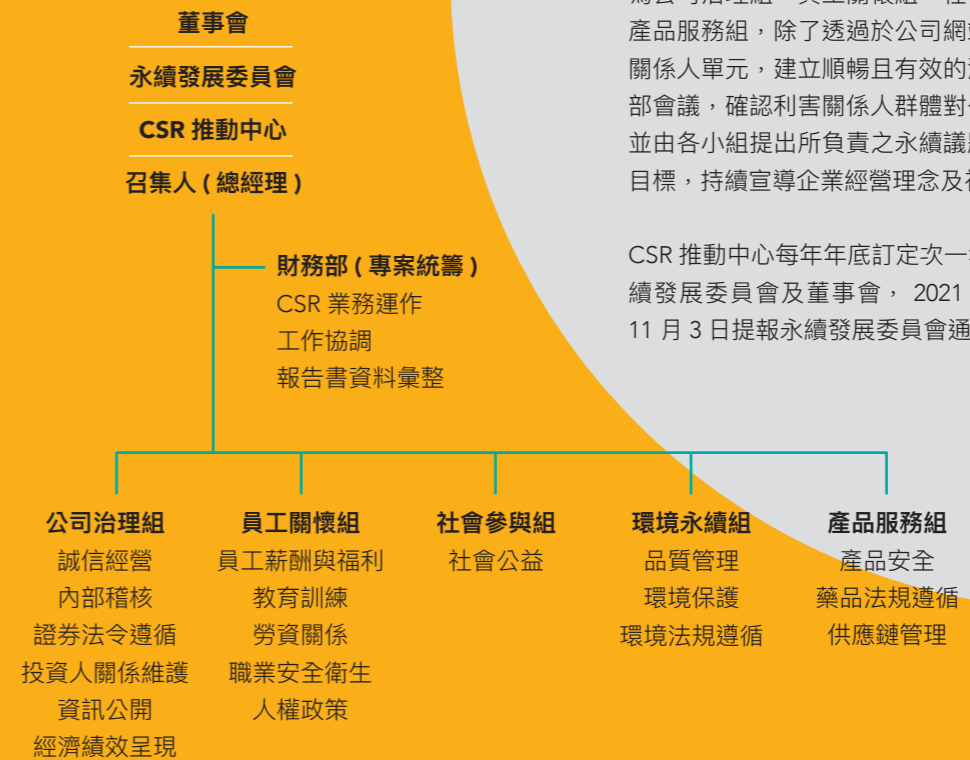 董事會
永續發展委員會
CSR 推動中心
召集人 ( 總經理 )
財務部 ( 專案統籌 )
CSR 業務運作
工作協調
報告書資料彙整
公司治理組
誠信經營
內部稽核
證券法令遵循
投資人關係維護
資訊公開
經濟績效呈現
員工關懷組
員工薪酬與福利
教育訓練
勞資關係
職業安全衛生
人權政策
社會參與組
社會公益
環境永續組
品質管理
環境保護
環境法規遵循
產品服務組
產品安全
藥品法規遵循
供應鏈管理
產品服務組，除了透過於公司網
關係人單元，建立順暢且有效的
部會議，確認利害關係人群體對
並由各小組提出所負責之永續議
目標，持續宣導企業經營理念及
CSR 推動中心每年年底訂定次一
續發展委員會及董事會， 2021
11 月 3 日提報永續發展委員會通